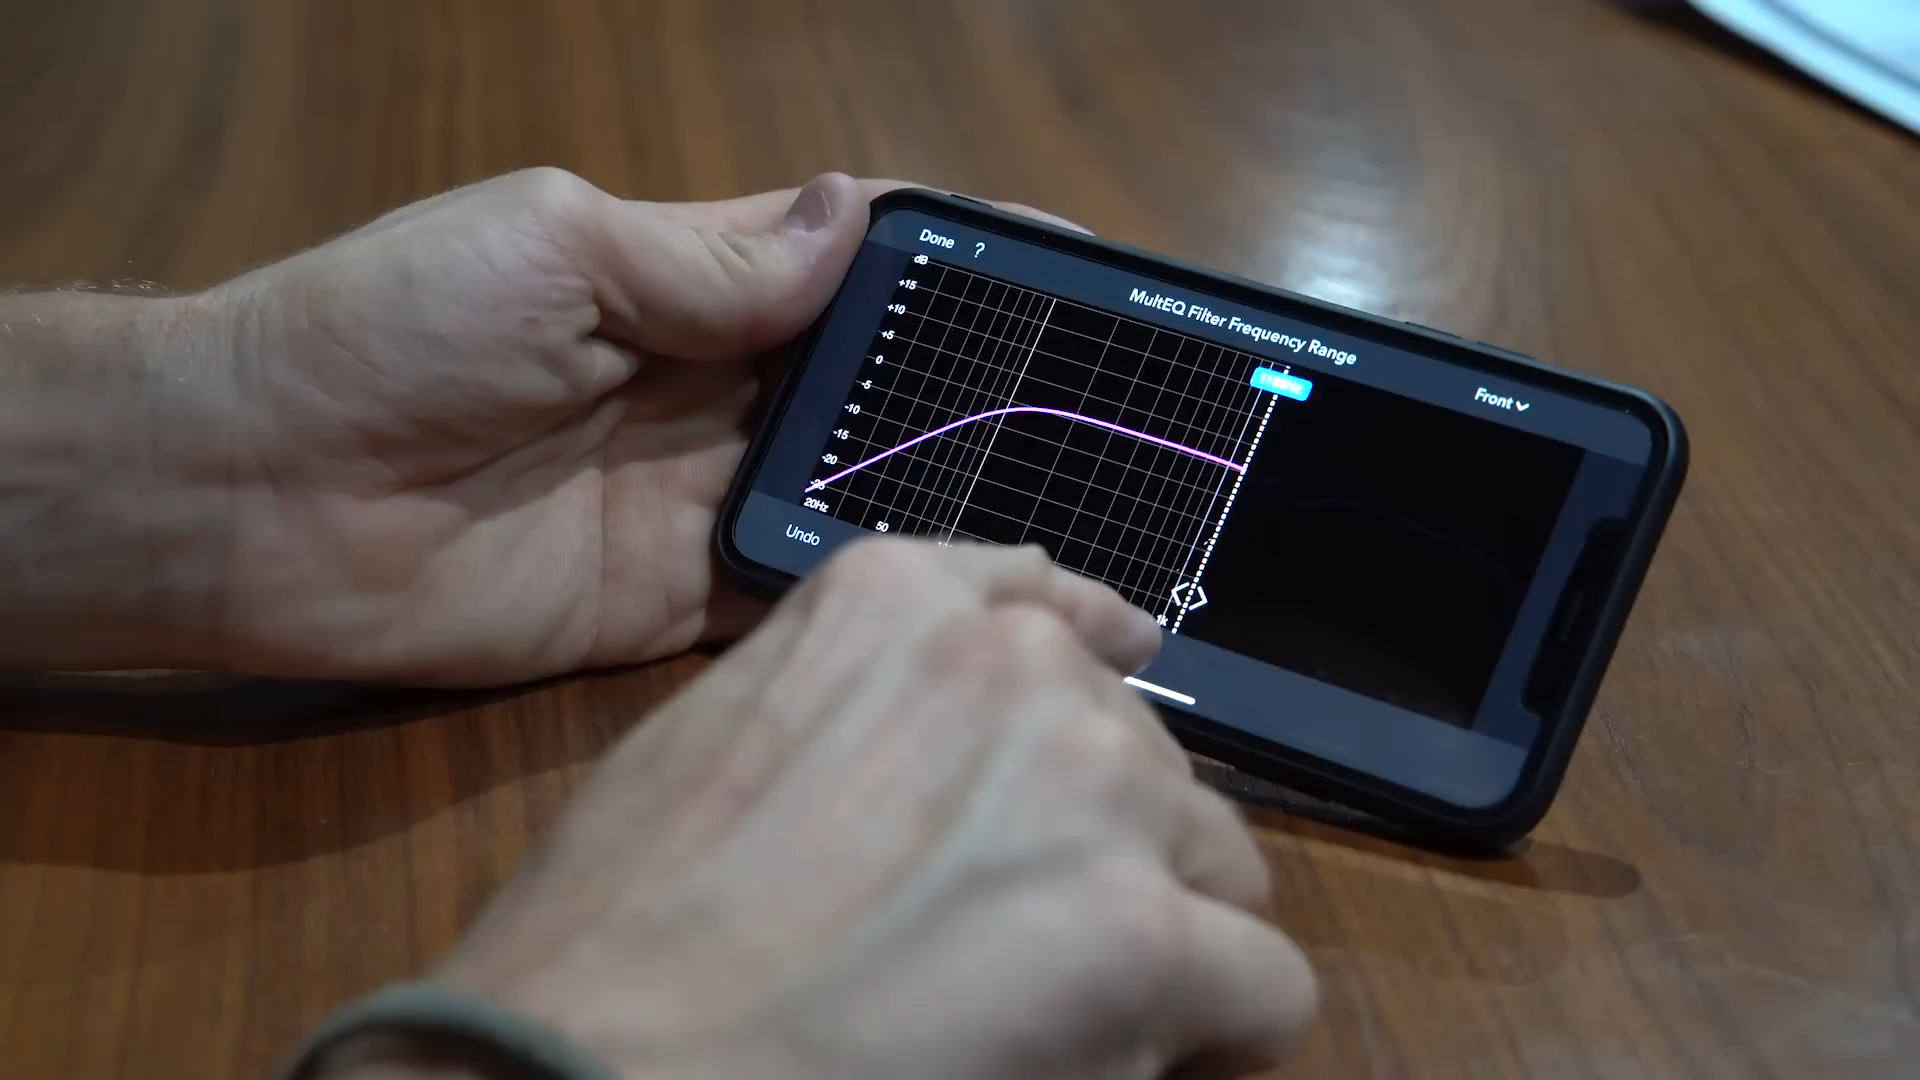 Done ?
MultEQ Filter Frequency Range
Front
dB
+15
+10
+5
0
-5
-10
-15
-20
-25
20Hz
50
1k
Undo